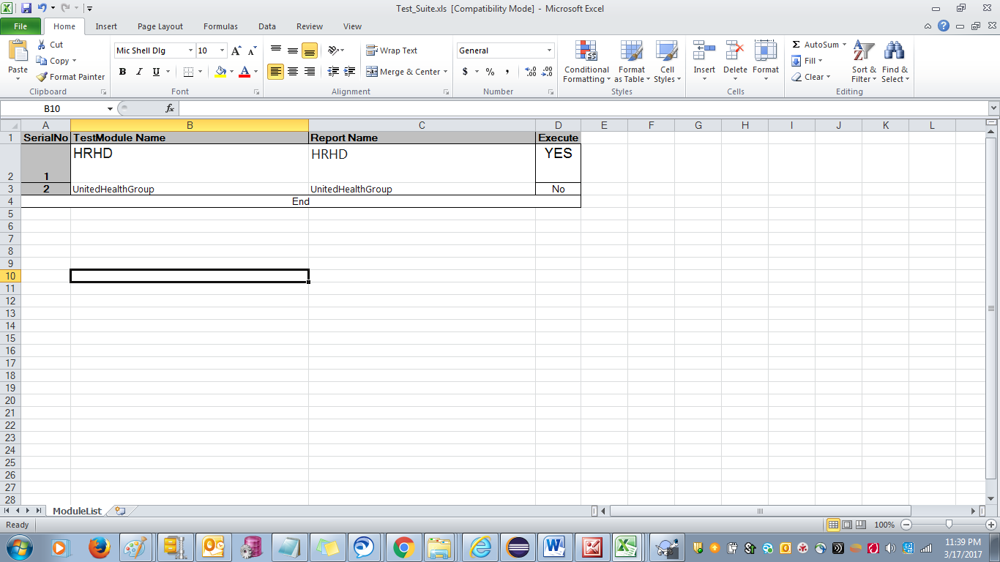 Test_Suite.xls [Compatibility Mode] - Microsoft Excel
File Home Insert Page Layout Formulas Data Review View
Paste Cut Copy Format Painter
Clipboard
Mic Shell Dlg 10
B I U A
Font
Wrap Text
Merge & Center
Alignment
General
$ % ,
Number
Conditional Formatting Format as Table Cell Styles
Styles
Insert Delete Format
Cells
Σ AutoSum Fill Clear Sort & Filter Find & Select
Editing
B10 fx
A B C D E F G H I J K L
1 SerialNo TestModule Name Report Name Execute
2 1 HRHD HRHD YES
3 2 UnitedHealthGroup UnitedHealthGroup No
4 End
5
6
7
8
9
10
11
12
13
14
15
16
17
18
19
20
21
22
23
24
25
26
27
28
ModuleList
Ready 100%
11:39 PM
3/17/2017